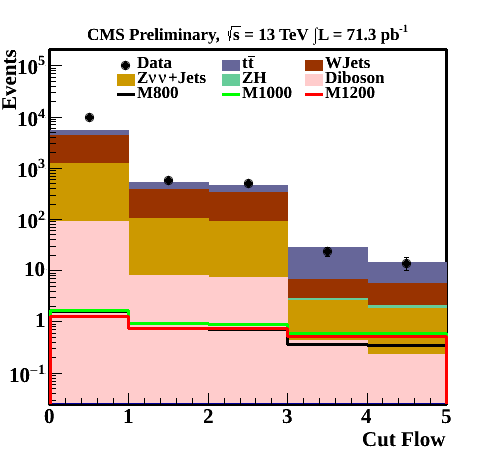 CMS Preliminary, √s = 13 TeV ∫L = 71.3 pb⁻¹
Events
10⁵
10⁴
10³
10²
10
1
10⁻¹
Data tt̅ WJets
Zνν+Jets ZH Diboson
M800 M1000 M1200
0 1 2 3 4 5
Cut Flow